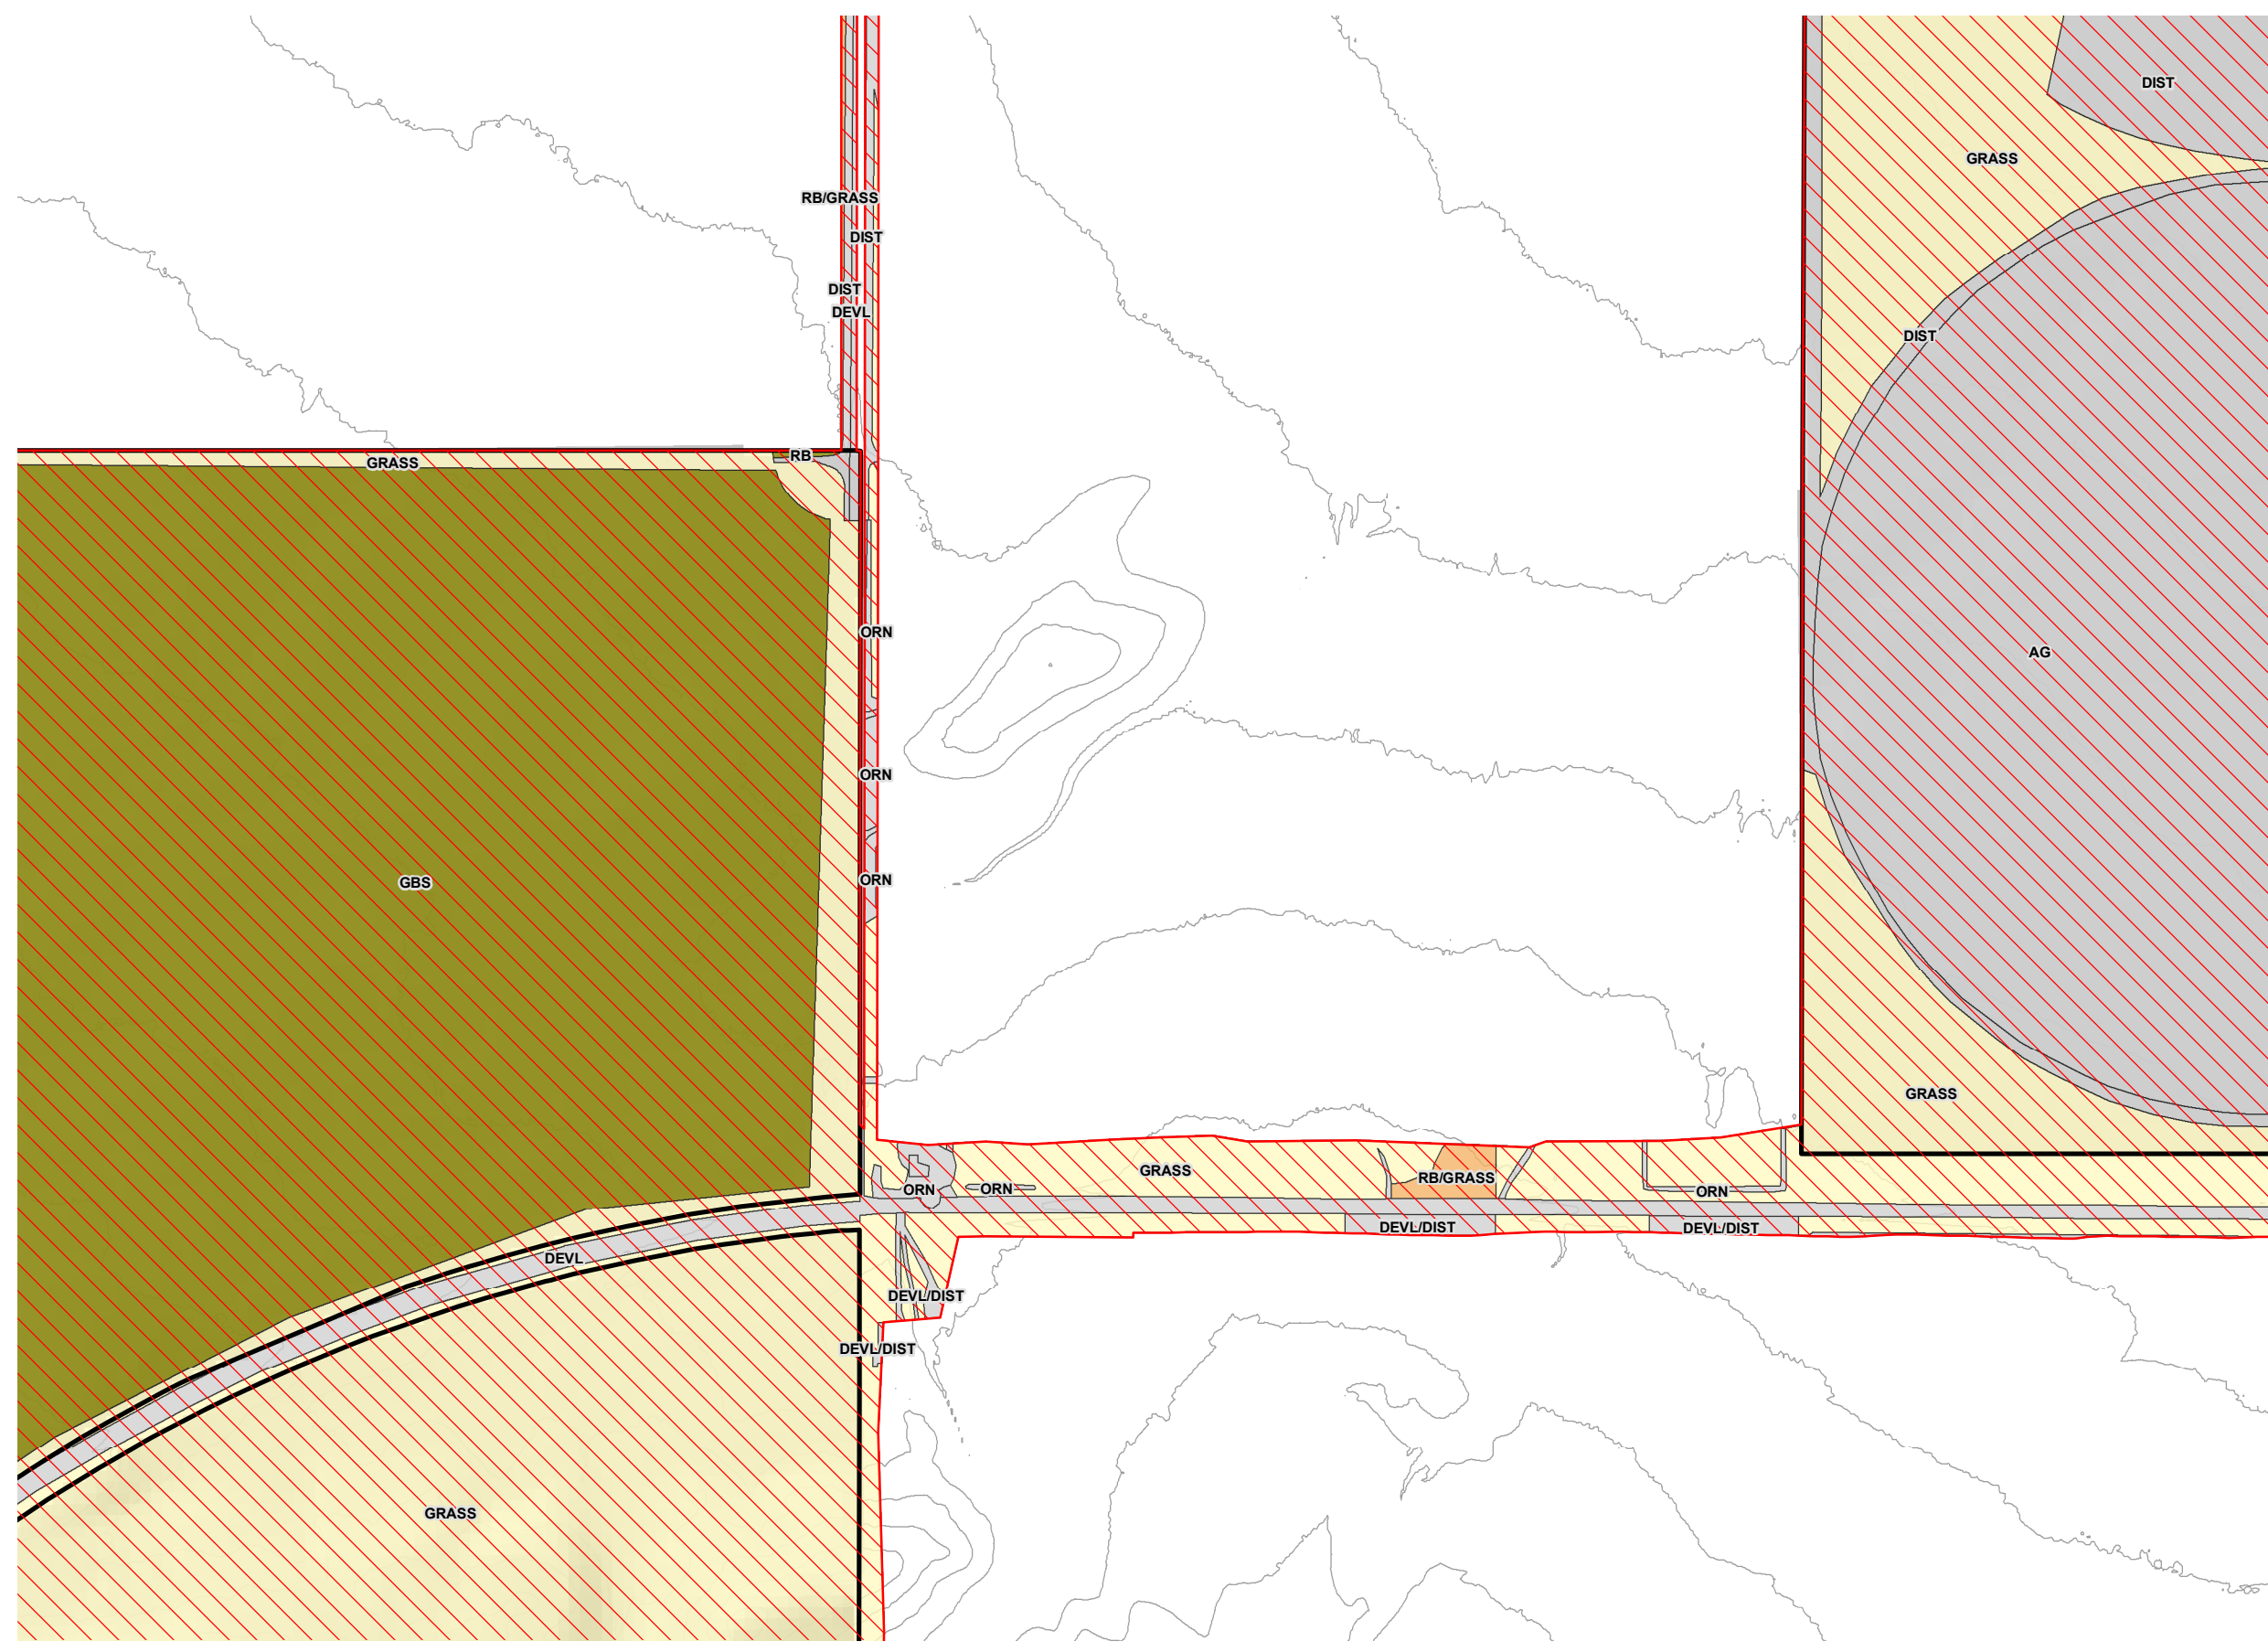 DIST
GRASS
RB/GRASS
DIST
DIST
DEVL
DIST
RB
GRASS
ORN
AG
ORN
ORN
GBS
GRASS
GRASS
RB/GRASS
ORN
ORN
ORN
DEVL/DIST
DEVL/DIST
DEVL
DEVL/DIST
DEVL/DIST
GRASS